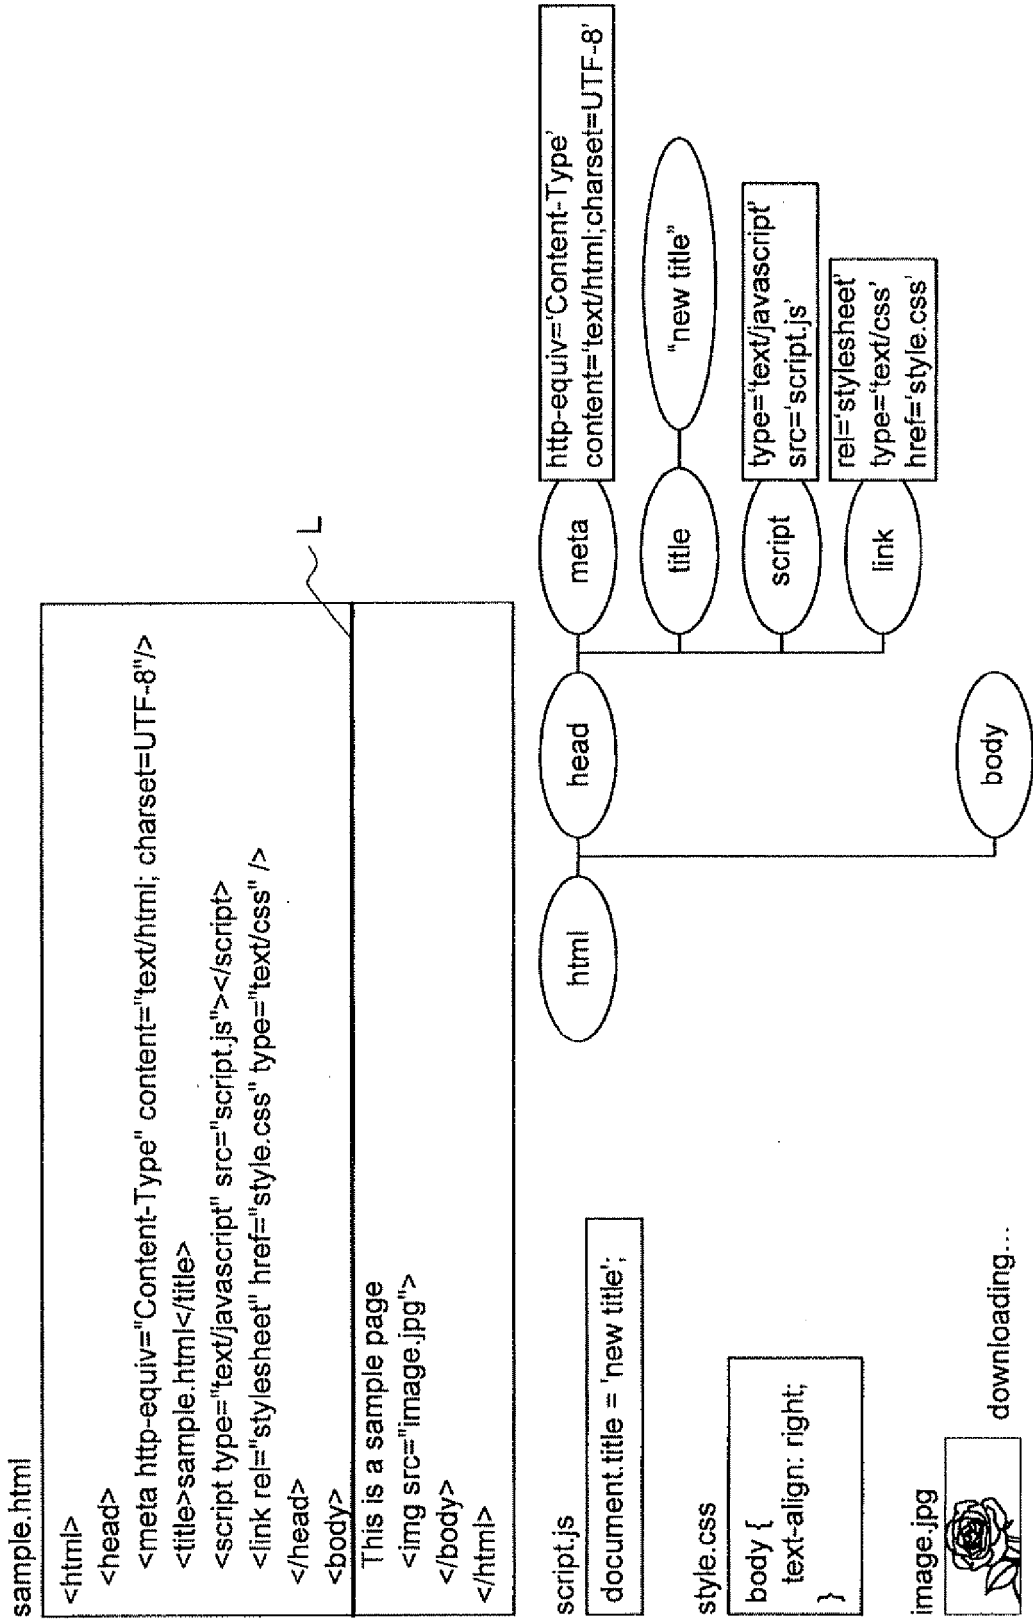 sample.html
<html>
<head>
<meta http-equiv="Content-Type" content="text/html; charset=UTF-8"/>
<title>sample.html</title>
<script type="text/javascript" src="script.js"></script>
<link rel="stylesheet" href="style.css" type="text/css" />
</head>
<body>
This is a sample page
<img src="image.jpg">
</body>
</html>
L
script.js
document.title = 'new title';
style.css
body {
text-align: right;
}
image.jpg
downloading...
html
head
meta
http-equiv='Content-Type'
content='text/html;charset=UTF-8'
title
"new title"
script
type='text/javascript'
src='script.js'
link
rel='stylesheet'
type='text/css'
href='style.css'
body